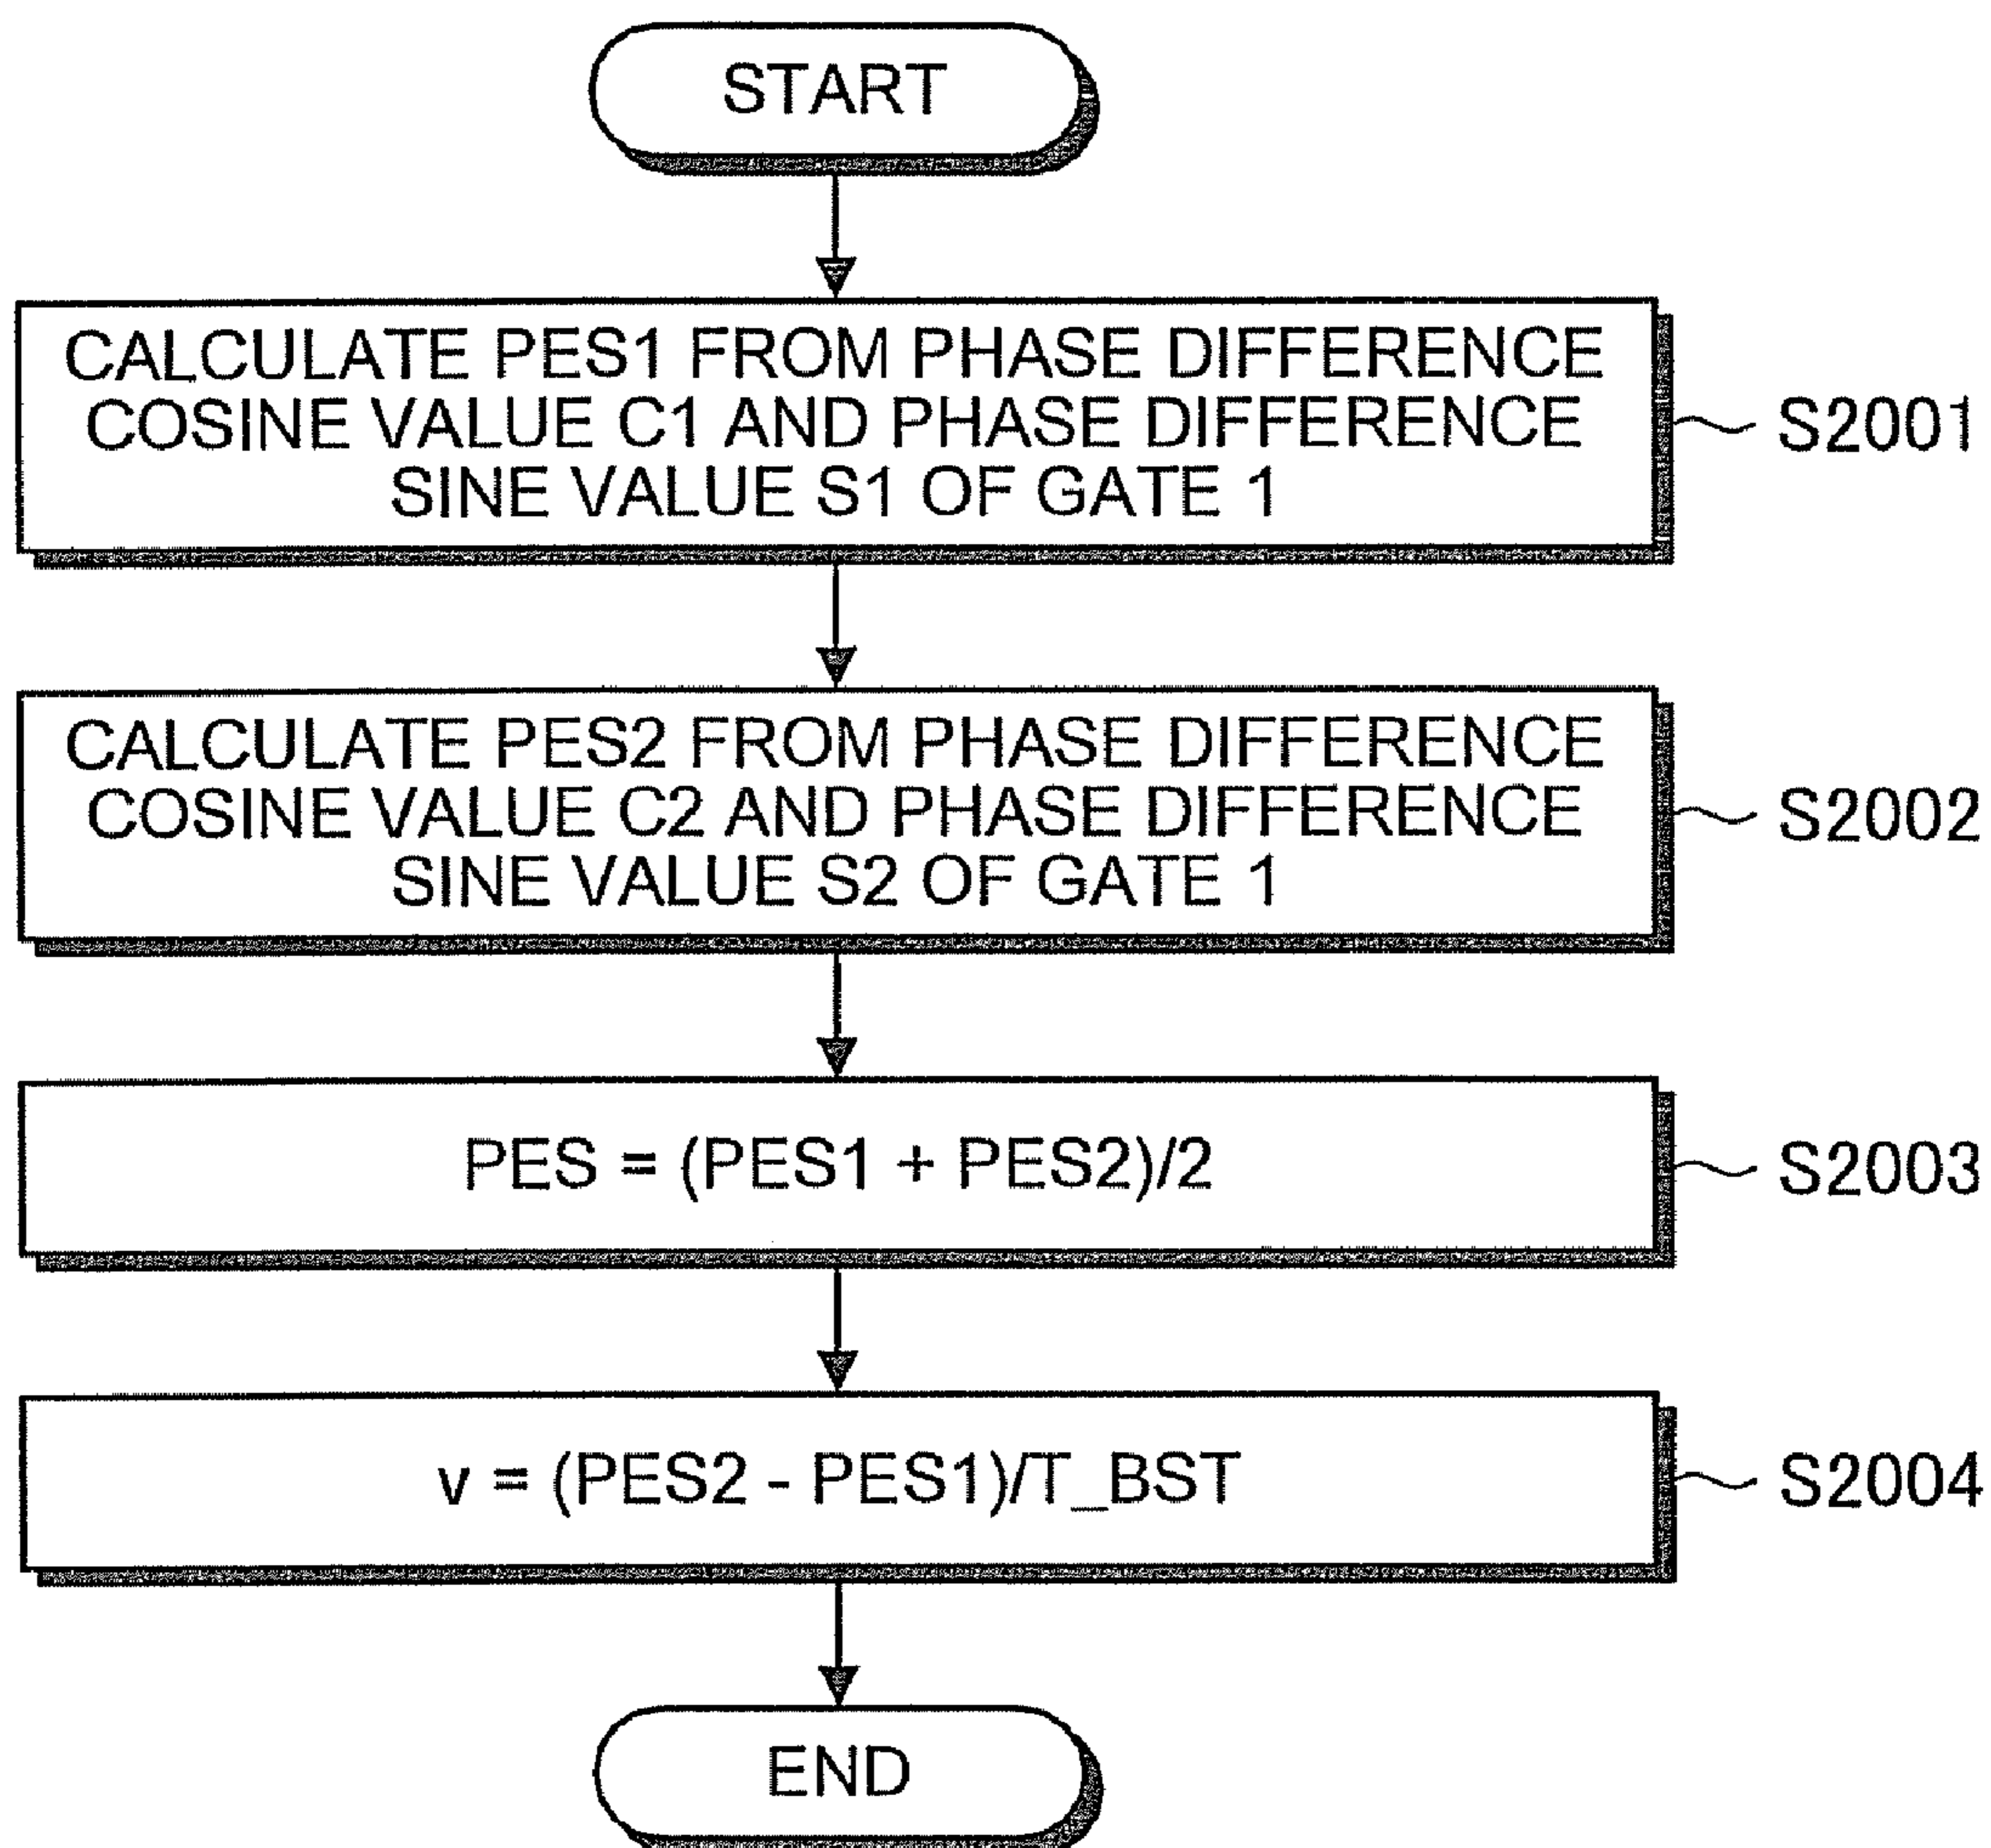 START
CALCULATE PES1 FROM PHASE DIFFERENCE
COSINE VALUE C1 AND PHASE DIFFERENCE
SINE VALUE S1 OF GATE 1
S2001
CALCULATE PES2 FROM PHASE DIFFERENCE
COSINE VALUE C2 AND PHASE DIFFERENCE
SINE VALUE S2 OF GATE 1
S2002
PES = (PES1 + PES2)/2
S2003
v = (PES2 - PES1)/T_BST
S2004
END